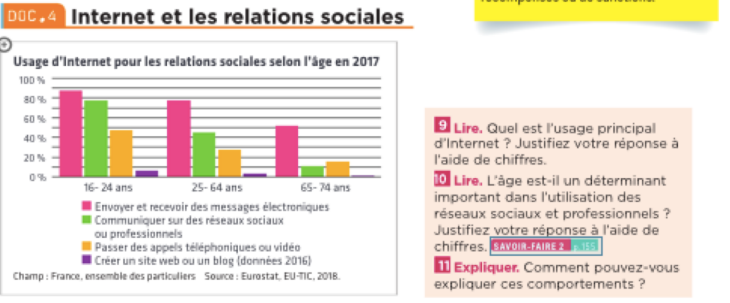 DOC.4 Internet et les relations sociales
Usage d'Internet pour les relations sociales selon l'âge en 2017
100 %
80 %
60 %
40 %
20 %
0 %
16- 24 ans
25- 64 ans
65- 74 ans
Envoyer et recevoir des messages électroniques
Communiquer sur des réseaux sociaux
ou professionnels
Passer des appels téléphoniques ou vidéo
Créer un site web ou un blog (données 2016)
Champ : France, ensemble des particuliers Source : Eurostat, EU-TIC, 2018.
9 Lire. Quel est l'usage principal
d'Internet ? Justifiez votre réponse à
l'aide de chiffres.
10 Lire. L'âge est-il un déterminant
important dans l'utilisation des
réseaux sociaux et professionnels ?
Justifiez votre réponse à l'aide de
chiffres. SAVOIR-FAIRE 2 p.155
11 Expliquer. Comment pouvez-vous
expliquer ces comportements ?